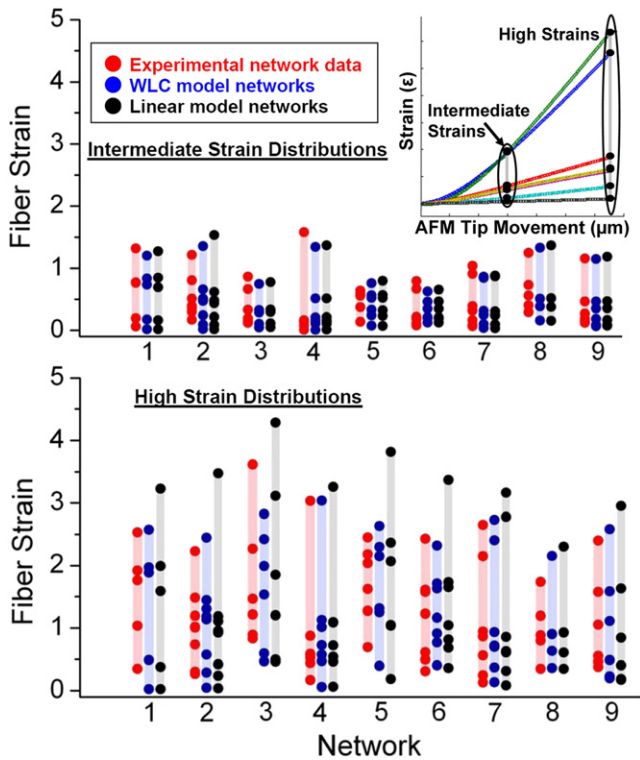 5
4
3
2
1
0
Fiber Strain
Experimental network data
WLC model networks
Linear model networks
Intermediate Strain Distributions
High Strains
Intermediate
Strains
Strain (ε)
AFM Tip Movement (µm)
1 2 3 4 5 6 7 8 9
5
4
3
2
1
0
Fiber Strain
High Strain Distributions
1 2 3 4 5 6 7 8 9
Network